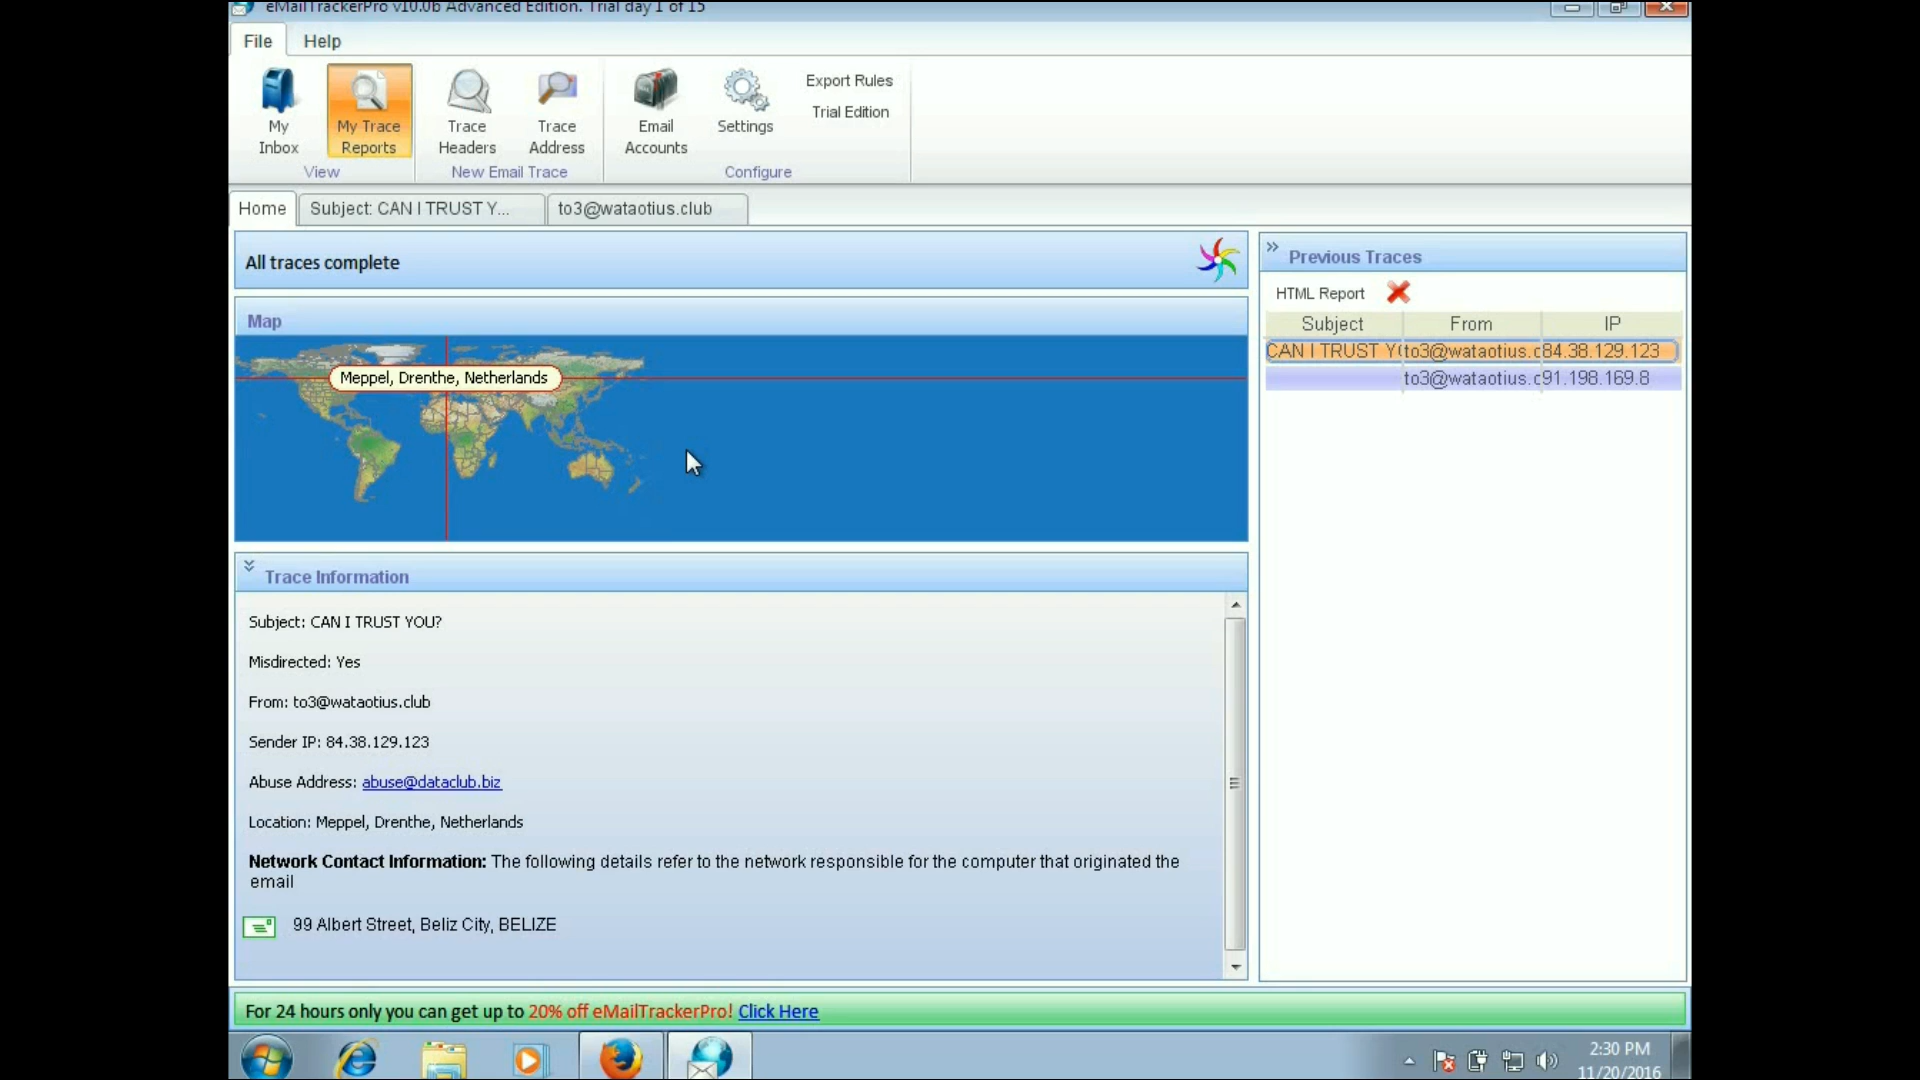 eMailTrackerPro v10.0b Advanced Edition. Trial day 1 of 15
File Help
My Inbox
My Trace Reports
Trace Headers
Trace Address
Email Accounts
Settings
Export Rules
Trial Edition
View
New Email Trace
Configure
Home
Subject: CAN I TRUST Y...
to3@wataotius.club
All traces complete
Previous Traces
HTML Report
Subject From IP
CAN I TRUST Y to3@wataotius.c 84.38.129.123
to3@wataotius.c 91.198.169.8
Map
Meppel, Drenthe, Netherlands
Trace Information
Subject: CAN I TRUST YOU?
Misdirected: Yes
From: to3@wataotius.club
Sender IP: 84.38.129.123
Abuse Address: abuse@dataclub.biz
Location: Meppel, Drenthe, Netherlands
Network Contact Information: The following details refer to the network responsible for the computer that originated the
email
99 Albert Street, Beliz City, BELIZE
For 24 hours only you can get up to 20% off eMailTrackerPro! Click Here
2:30 PM
11/20/2016